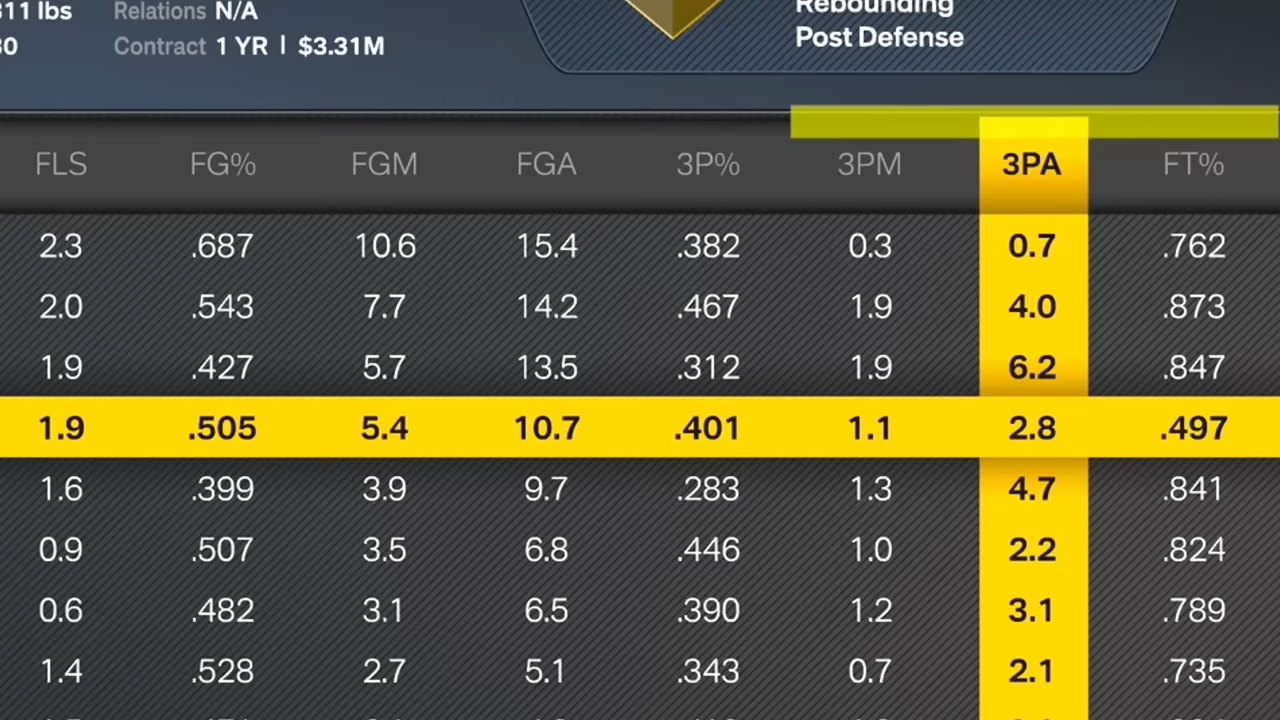 311 lbs Relations N/A Rebounding
30 Contract 1 YR | $3.31M Post Defense
FLS FG% FGM FGA 3P% 3PM 3PA FT%
2.3 .687 10.6 15.4 .382 0.3 0.7 .762
2.0 .543 7.7 14.2 .467 1.9 4.0 .873
1.9 .427 5.7 13.5 .312 1.9 6.2 .847
1.9 .505 5.4 10.7 .401 1.1 2.8 .497
1.6 .399 3.9 9.7 .283 1.3 4.7 .841
0.9 .507 3.5 6.8 .446 1.0 2.2 .824
0.6 .482 3.1 6.5 .390 1.2 3.1 .789
1.4 .528 2.7 5.1 .343 0.7 2.1 .735